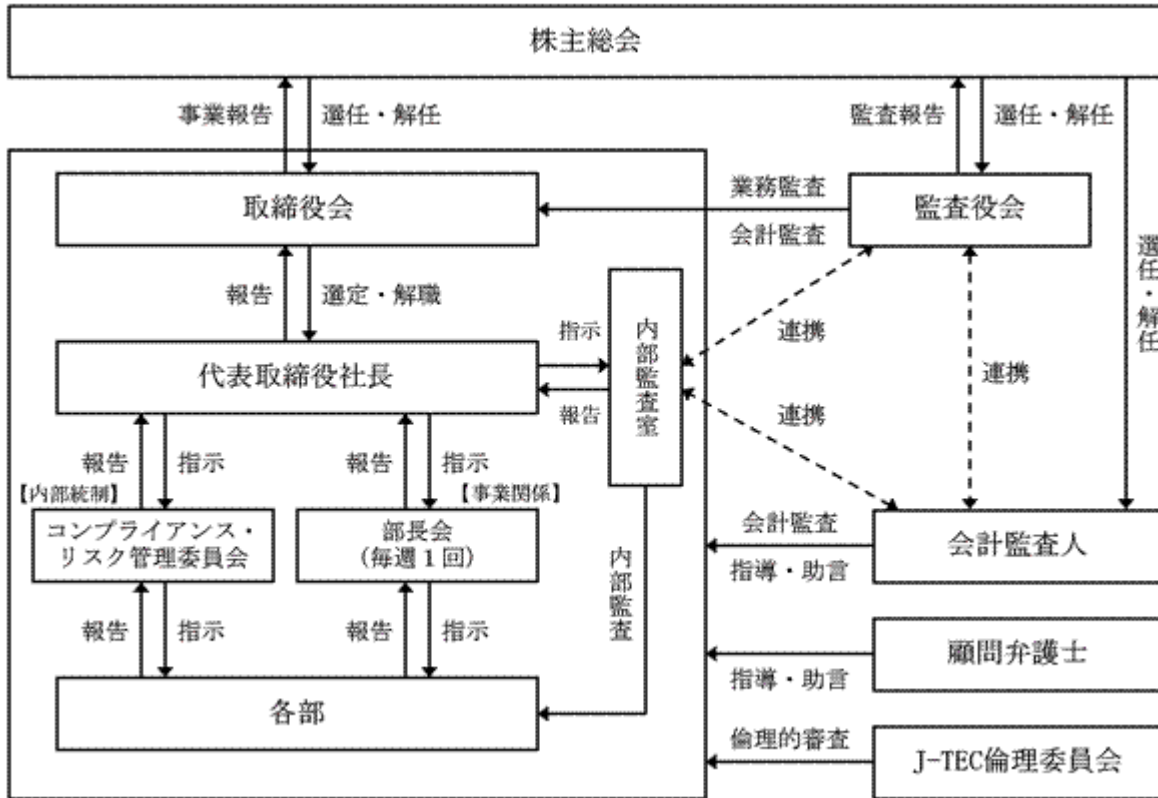 株主総会
事業報告
選任・解任
監査報告
選任・解任
取締役会
業務監査
会計監査
監査役会
選任・解任
報告
選定・解職
指示
内部監査室
連携
連携
代表取締役社長
報告
連携
報告
指示
報告
指示
【内部統制】
【事業関係】
コンプライアンス・
リスク管理委員会
部長会
(毎週1回)
内部監査
会計監査
指導・助言
会計監査人
報告
指示
報告
指示
顧問弁護士
指導・助言
各部
倫理的審査
J-TEC倫理委員会